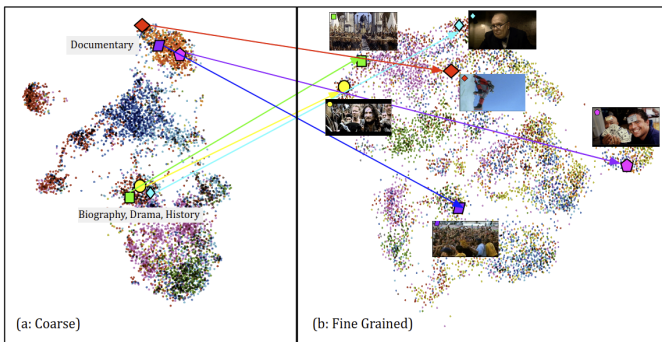 Documentary
Biography, Drama, History
(a: Coarse)
(b: Fine Grained)